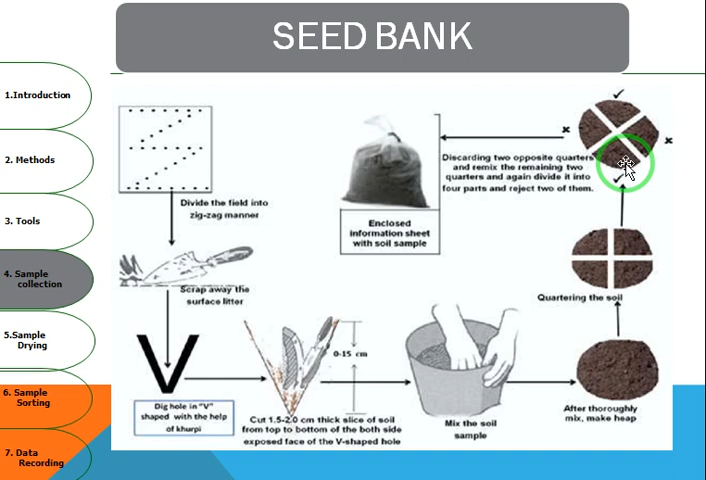 SEED BANK
1.Introduction
2. Methods
3. Tools
4. Sample
collection
5.Sample
Drying
6. Sample
Sorting
7. Data
Recording
Divide the field into
zig-zag manner
Scrap away the
surface litter
V
Dig hole in "V"
shaped with the help
of khurpi
0-15 cm
Cut 1.5-2.0 cm thick slice of soil
from top to bottom of the both side
exposed face of the V-shaped hole
Mix the soil
sample
After thoroughly
mix, make heap
Quartering the soil
Discarding two opposite quarters
and remix the remaining two
quarters and again divide it into
four parts and reject two of them.
Enclosed
information sheet
with soil sample